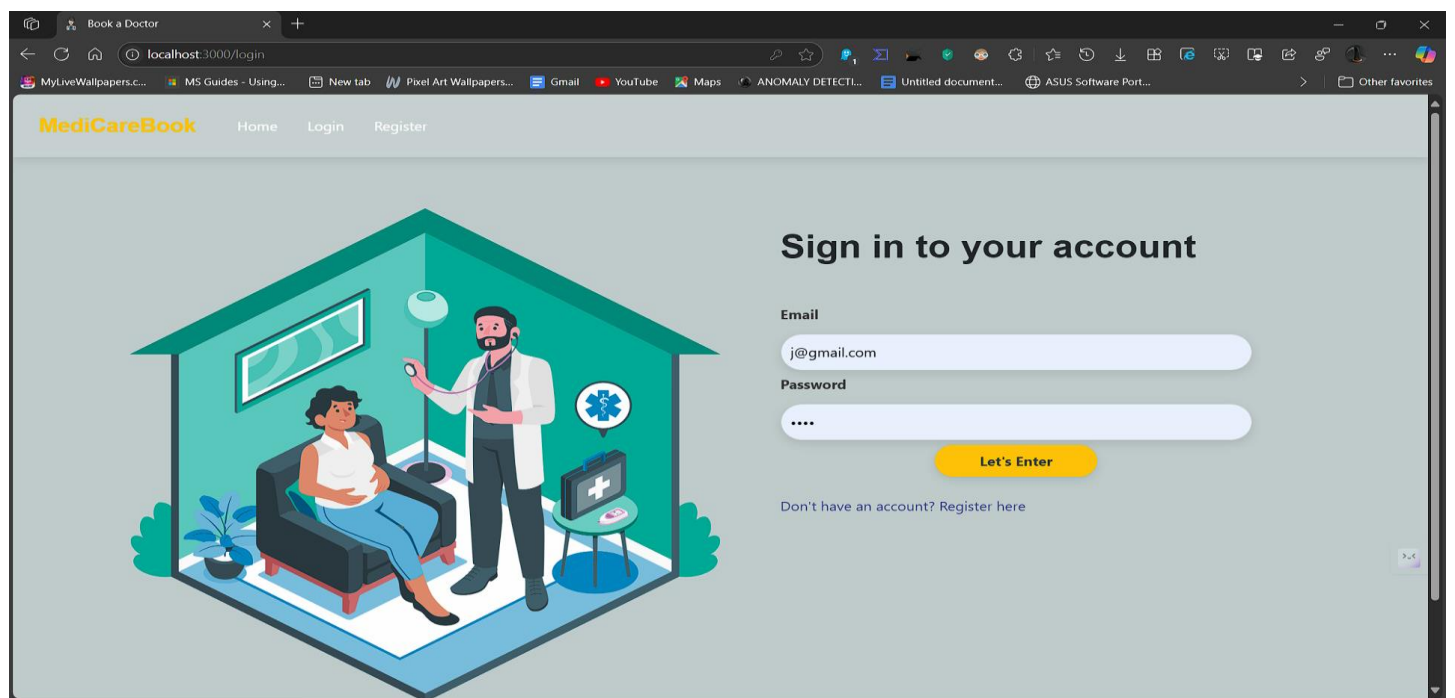 Book a Doctor
localhost:3000/login
1
MyLiveWallpapers.c... MS Guides - Using... New tab Pixel Art Wallpapers... Gmail YouTube Maps ANOMALY DETECTI... Untitled document... ASUS Software Port... Other favorites
MediCareBook Home Login Register
Sign in to your account
Email
j@gmail.com
Password
••••
Let's Enter
Don't have an account? Register here